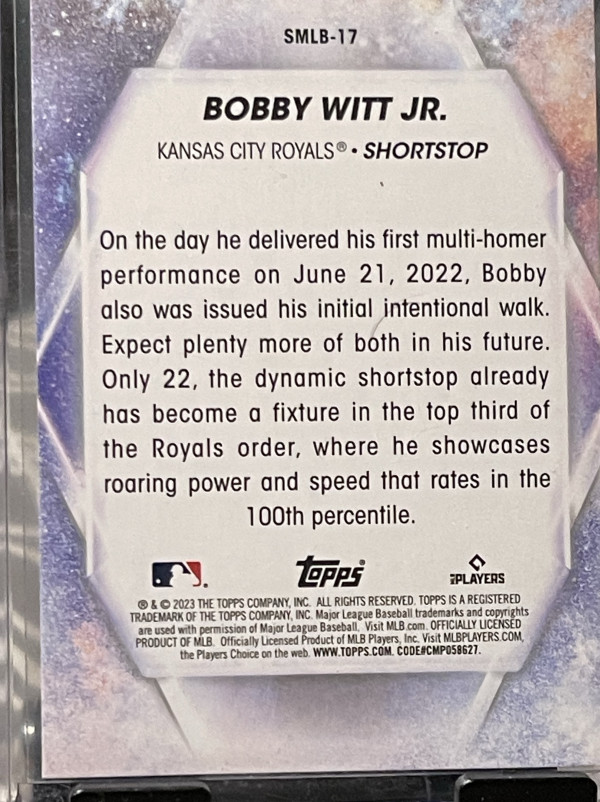 SMLB-17
BOBBY WITT JR.
KANSAS CITY ROYALS® • SHORTSTOP
On the day he delivered his first multi-homer
performance on June 21, 2022, Bobby
also was issued his initial intentional walk.
Expect plenty more of both in his future.
Only 22, the dynamic shortstop already
has become a fixture in the top third of
the Royals order, where he showcases
roaring power and speed that rates in the
100th percentile.
topps® MLBPLAYERS
® & © 2023 THE TOPPS COMPANY, INC. ALL RIGHTS RESERVED. TOPPS IS A REGISTERED
TRADEMARK OF THE TOPPS COMPANY, INC. Major League Baseball trademarks and copyrights
are used with permission of Major League Baseball. Visit MLB.com. OFFICIALLY LICENSED
PRODUCT OF MLB. Officially Licensed Product of MLB Players, Inc. Visit MLBPLAYERS.COM,
the Players Choice on the web. WWW.TOPPS.COM. CODE#CMP058627.